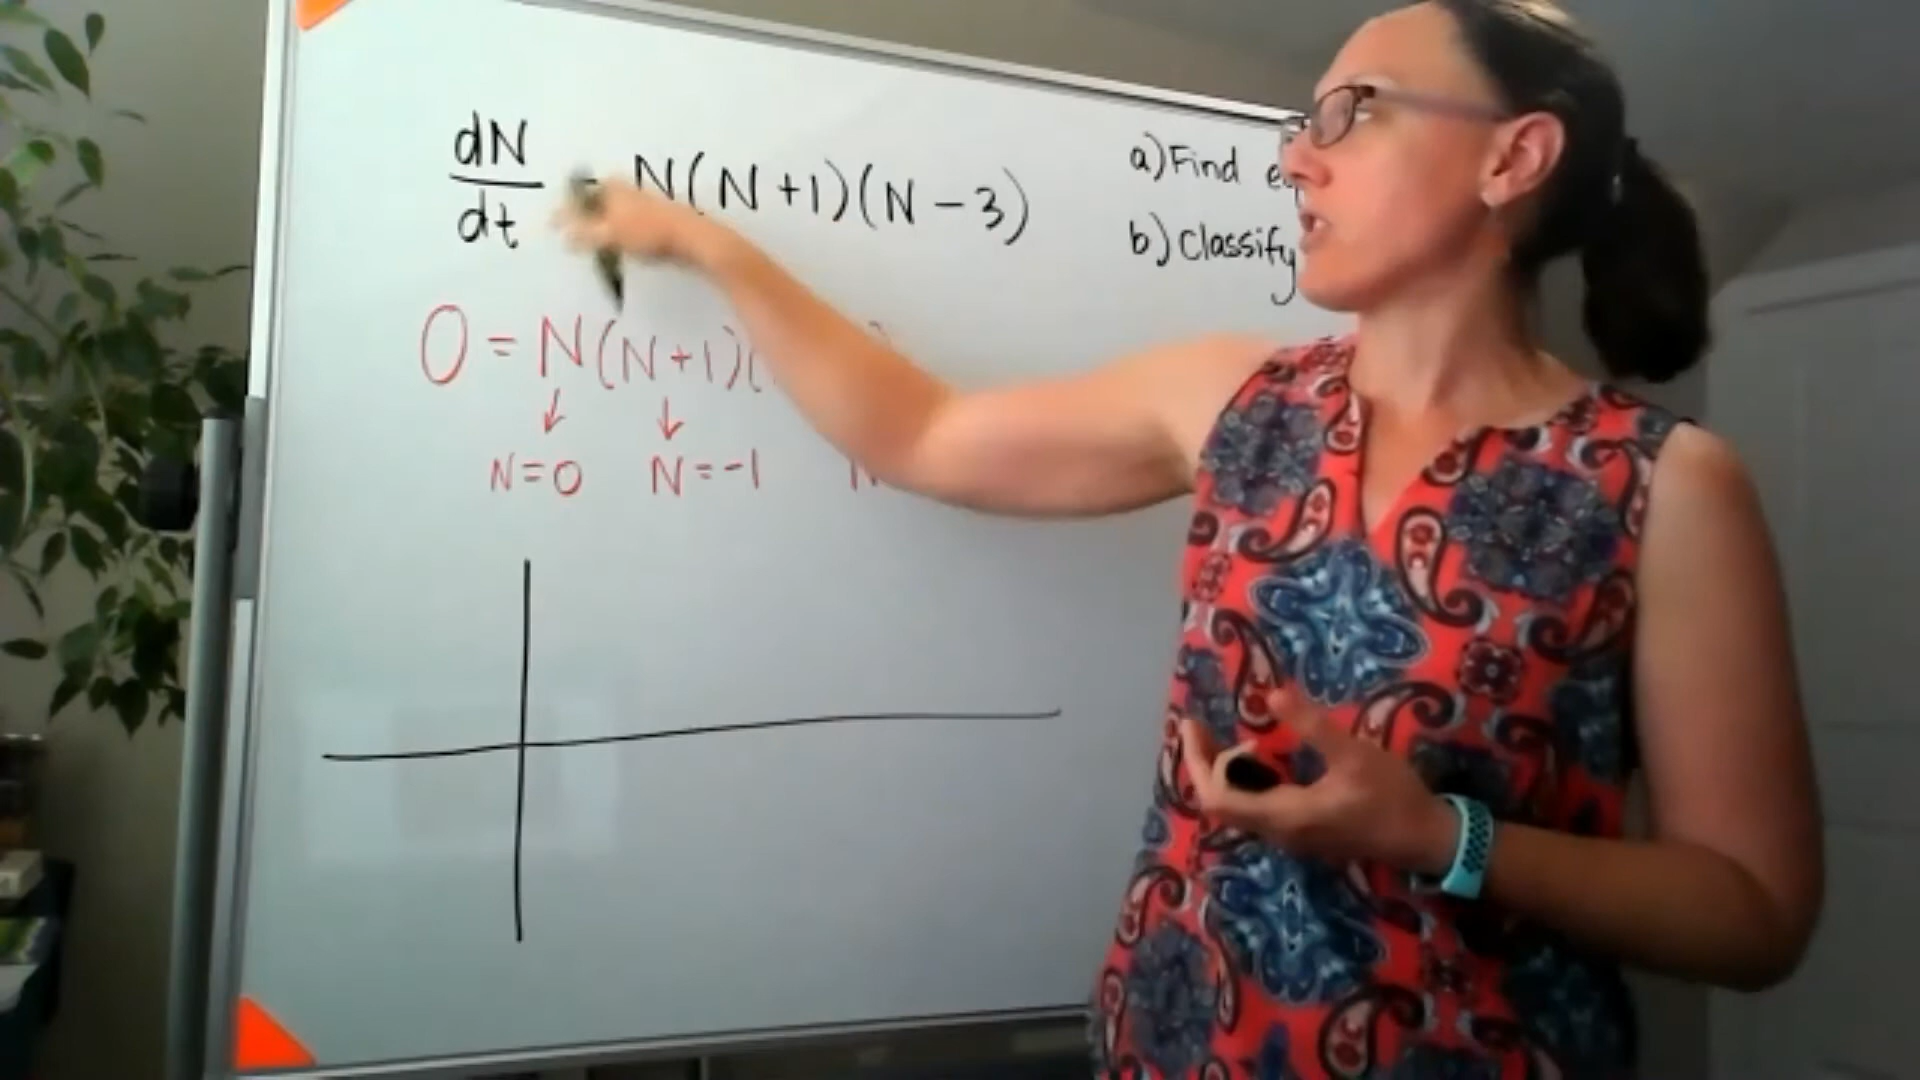 dN/dt = N(N+1)(N-3)
a) Find
b) Classify
0 = N(N+1)(
↓ ↓
N=0 N=-1 N